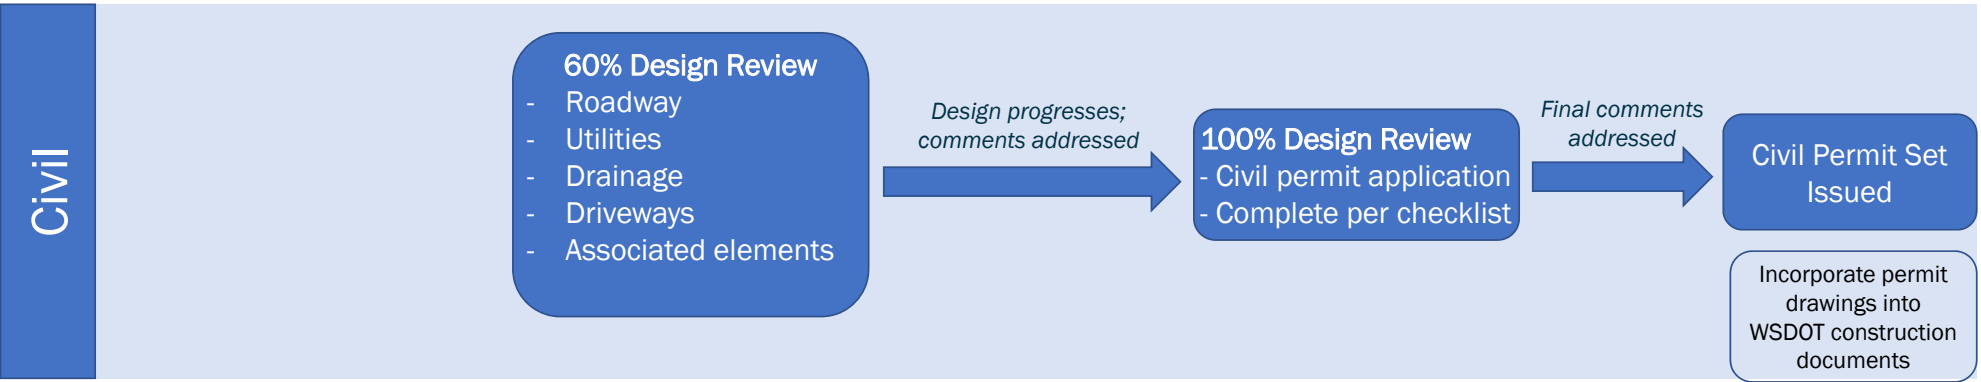 Civil
60% Design Review
- Roadway
- Utilities
- Drainage
- Driveways
- Associated elements
Design progresses;
comments addressed
100% Design Review
- Civil permit application
- Complete per checklist
Final comments
addressed
Civil Permit Set
Issued
Incorporate permit
drawings into
WSDOT construction
documents